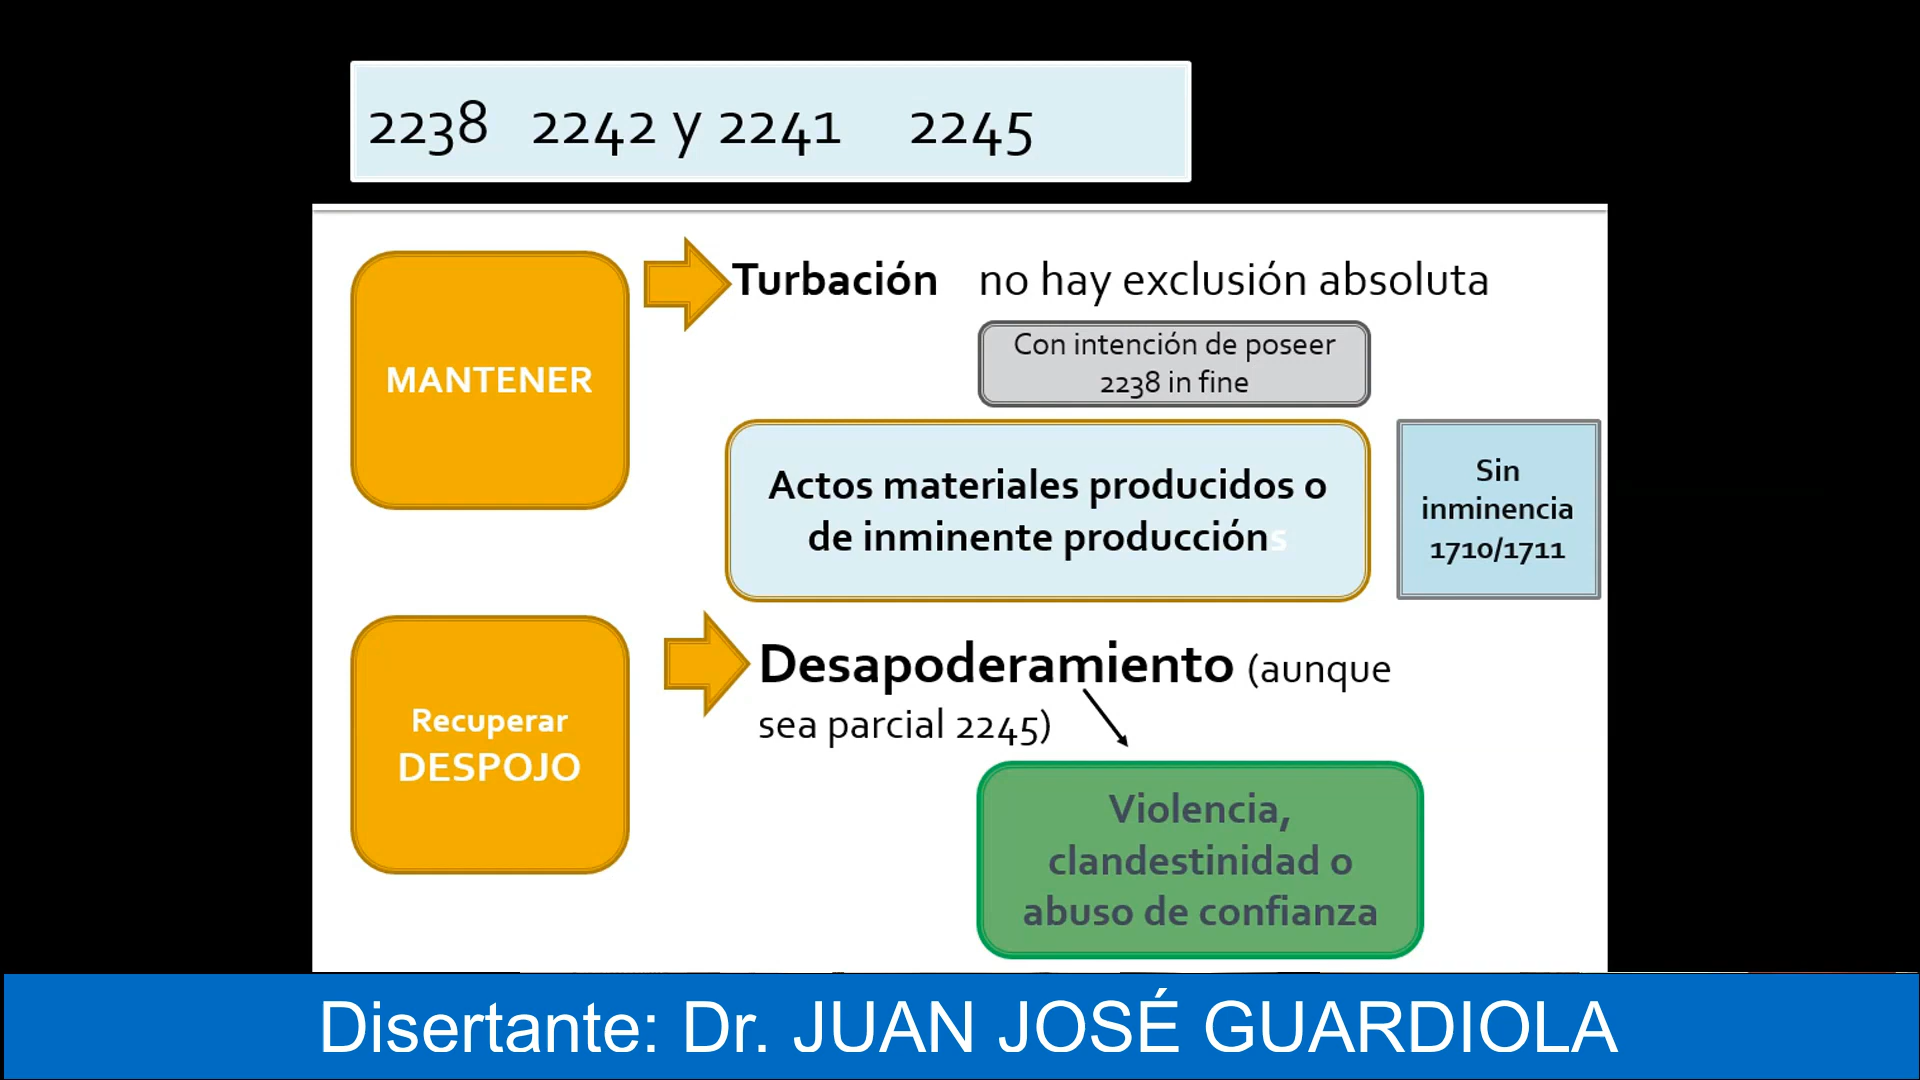 2238 2242 y 2241 2245
MANTENER
Turbación no hay exclusión absoluta
Con intención de poseer
2238 in fine
Actos materiales producidos o
de inminente producción s
Sin
inminencia
1710/1711
Recuperar
DESPOJO
Desapoderamiento (aunque
sea parcial 2245)
Violencia,
clandestinidad o
abuso de confianza
Disertante: Dr. JUAN JOSÉ GUARDIOLA